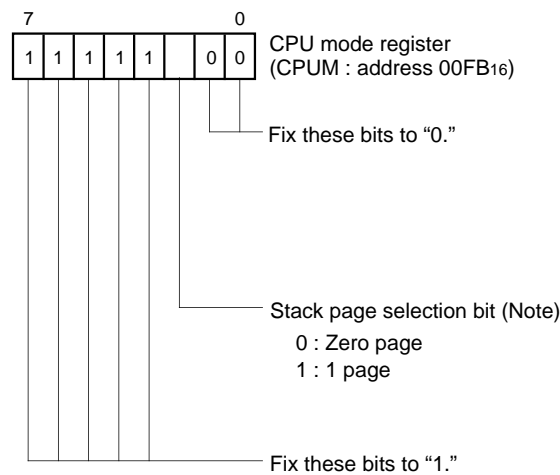 7 0
1 1 1 1 1 0 0
CPU mode register
(CPUM : address 00FB16)
Fix these bits to “0.”
Stack page selection bit (Note)
0 : Zero page
1 : 1 page
Fix these bits to “1.”